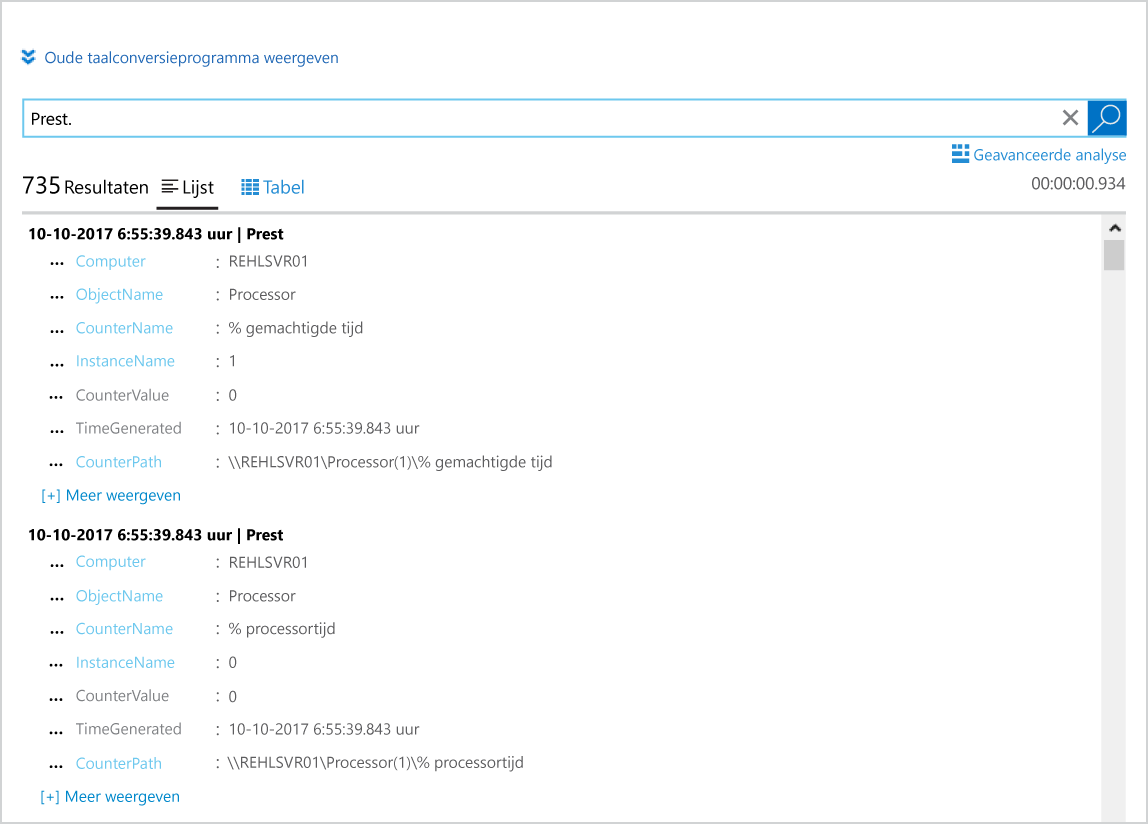 Oude taalconversieprogramma weergeven
Prest.
Geavanceerde analyse
735 Resultaten Lijst Tabel 00:00:00.934
10-10-2017 6:55:39.843 uur | Prest
... Computer : REHLSVR01
... ObjectName : Processor
... CounterName : % gemachtigde tijd
... InstanceName : 1
... CounterValue : 0
... TimeGenerated : 10-10-2017 6:55:39.843 uur
... CounterPath : \\REHLSVR01\Processor(1)\% gemachtigde tijd
[+] Meer weergeven
10-10-2017 6:55:39.843 uur | Prest
... Computer : REHLSVR01
... ObjectName : Processor
... CounterName : % processortijd
... InstanceName : 0
... CounterValue : 0
... TimeGenerated : 10-10-2017 6:55:39.843 uur
... CounterPath : \\REHLSVR01\Processor(1)\% processortijd
[+] Meer weergeven